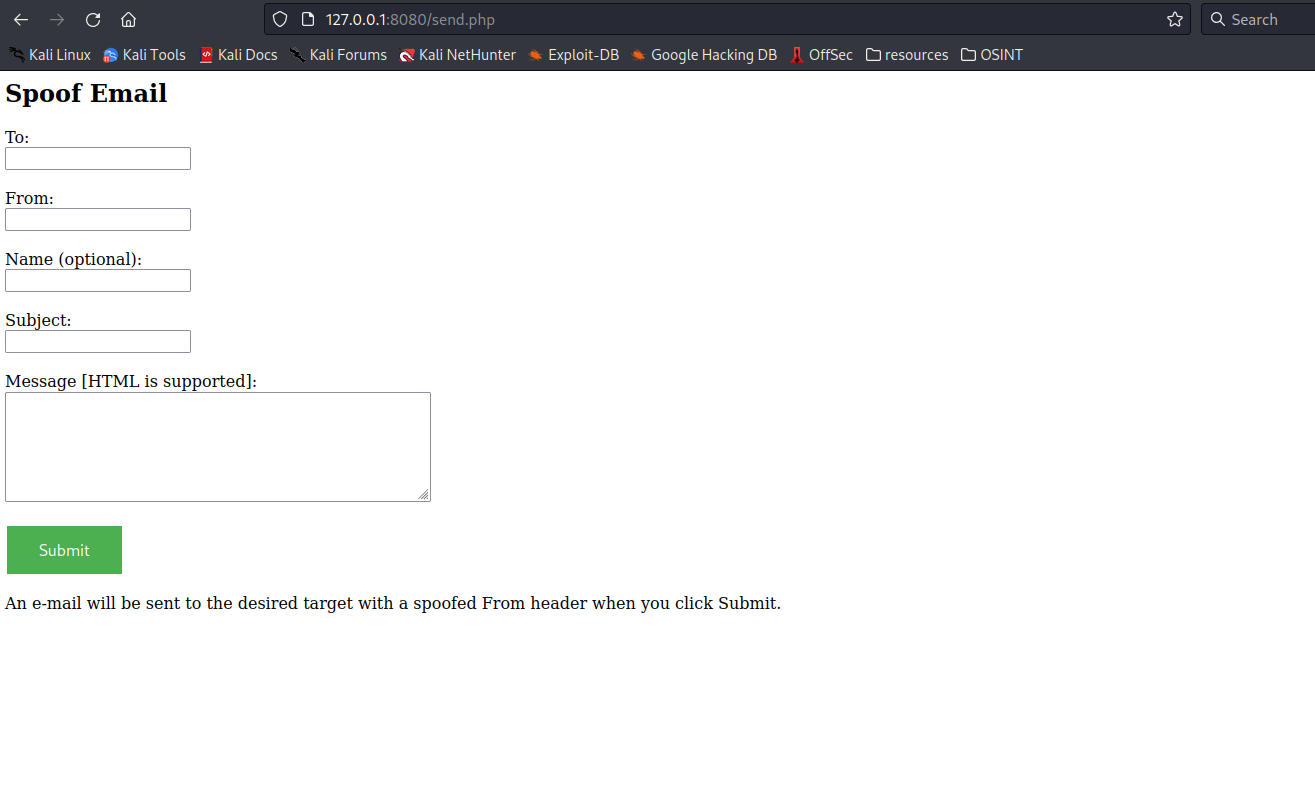 127.0.0.1:8080/send.php
Search
Kali Linux Kali Tools Kali Docs Kali Forums Kali NetHunter Exploit-DB Google Hacking DB OffSec resources OSINT
Spoof Email
To:
From:
Name (optional):
Subject:
Message [HTML is supported]:
Submit
An e-mail will be sent to the desired target with a spoofed From header when you click Submit.